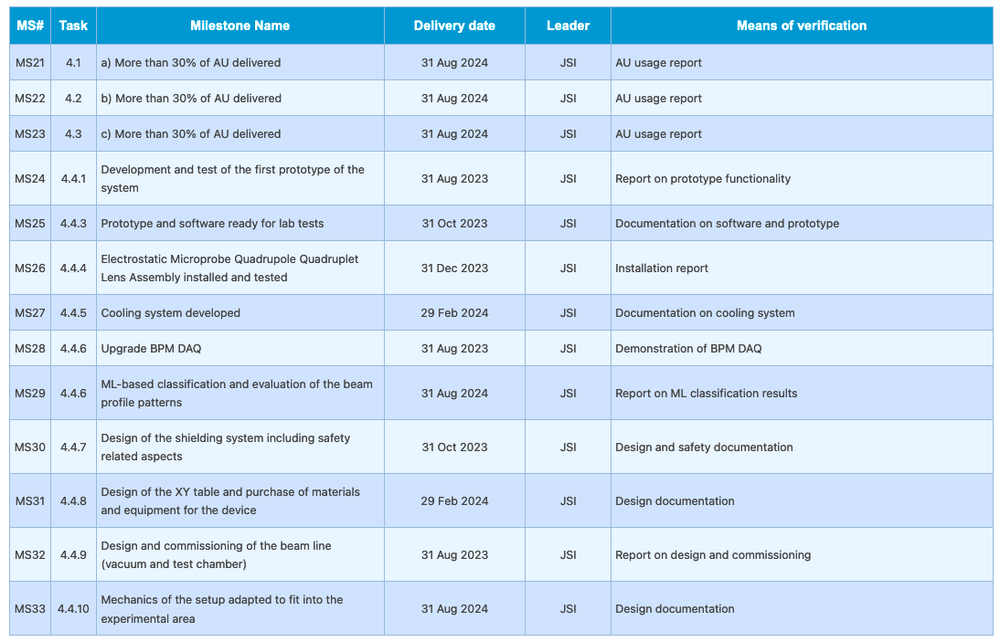 MS# Task Milestone Name Delivery date Leader Means of verification
MS21 4.1 a) More than 30% of AU delivered 31 Aug 2024 JSI AU usage report
MS22 4.2 b) More than 30% of AU delivered 31 Aug 2024 JSI AU usage report
MS23 4.3 c) More than 30% of AU delivered 31 Aug 2024 JSI AU usage report
MS24 4.4.1 Development and test of the first prototype of the
system 31 Aug 2023 JSI Report on prototype functionality
MS25 4.4.3 Prototype and software ready for lab tests 31 Oct 2023 JSI Documentation on software and prototype
MS26 4.4.4 Electrostatic Microprobe Quadrupole Quadruplet
Lens Assembly installed and tested 31 Dec 2023 JSI Installation report
MS27 4.4.5 Cooling system developed 29 Feb 2024 JSI Documentation on cooling system
MS28 4.4.6 Upgrade BPM DAQ 31 Aug 2023 JSI Demonstration of BPM DAQ
MS29 4.4.6 ML-based classification and evaluation of the beam
profile patterns 31 Aug 2024 JSI Report on ML classification results
MS30 4.4.7 Design of the shielding system including safety
related aspects 31 Oct 2023 JSI Design and safety documentation
MS31 4.4.8 Design of the XY table and purchase of materials
and equipment for the device 29 Feb 2024 JSI Design documentation
MS32 4.4.9 Design and commissioning of the beam line
(vacuum and test chamber) 31 Aug 2023 JSI Report on design and commissioning
MS33 4.4.10 Mechanics of the setup adapted to fit into the
experimental area 31 Aug 2024 JSI Design documentation